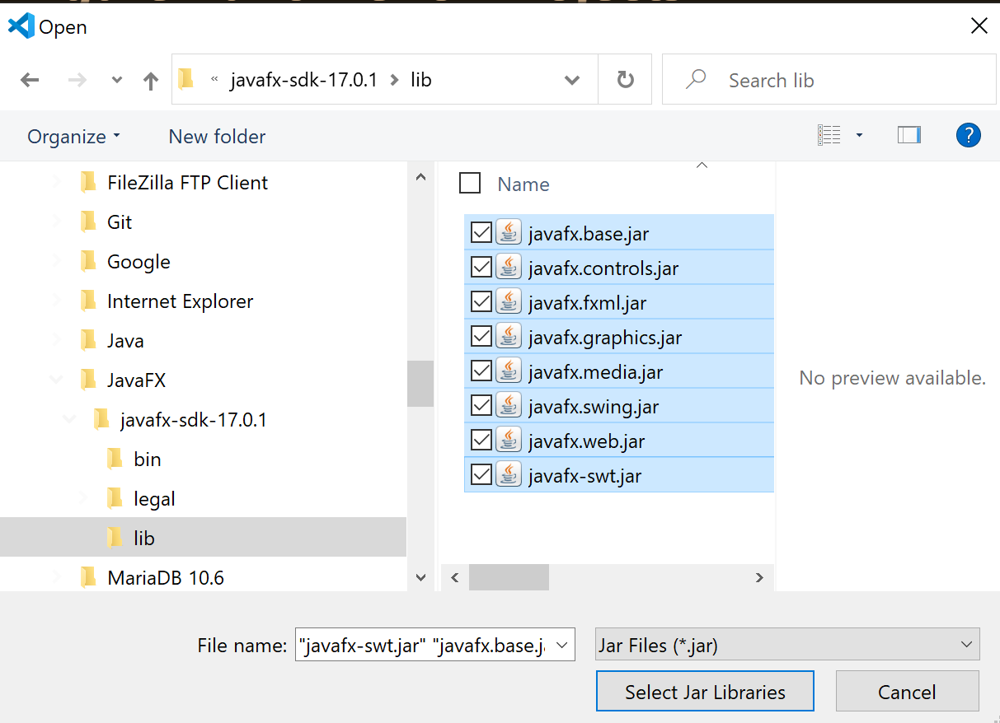 Open
« javafx-sdk-17.0.1 > lib
Search lib
Organize
New folder
?
FileZilla FTP Client
Git
Google
Internet Explorer
Java
JavaFX
javafx-sdk-17.0.1
bin
legal
lib
MariaDB 10.6
Name
javafx.base.jar
javafx.controls.jar
javafx.fxml.jar
javafx.graphics.jar
javafx.media.jar
javafx.swing.jar
javafx.web.jar
javafx-swt.jar
No preview available.
File name: "javafx-swt.jar" "javafx.base.ja
Jar Files (*.jar)
Select Jar Libraries
Cancel